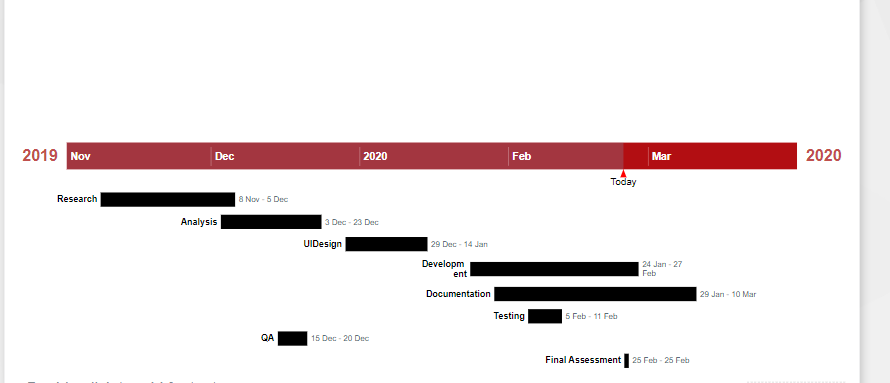 2019 Nov Dec 2020 Feb Mar 2020
Today
Research 8 Nov - 5 Dec
Analysis 3 Dec - 23 Dec
UIDesign 29 Dec - 14 Jan
Developm
ent
24 Jan - 27
Feb
Documentation 29 Jan - 10 Mar
Testing 5 Feb - 11 Feb
QA 15 Dec - 20 Dec
Final Assessment 25 Feb - 25 Feb